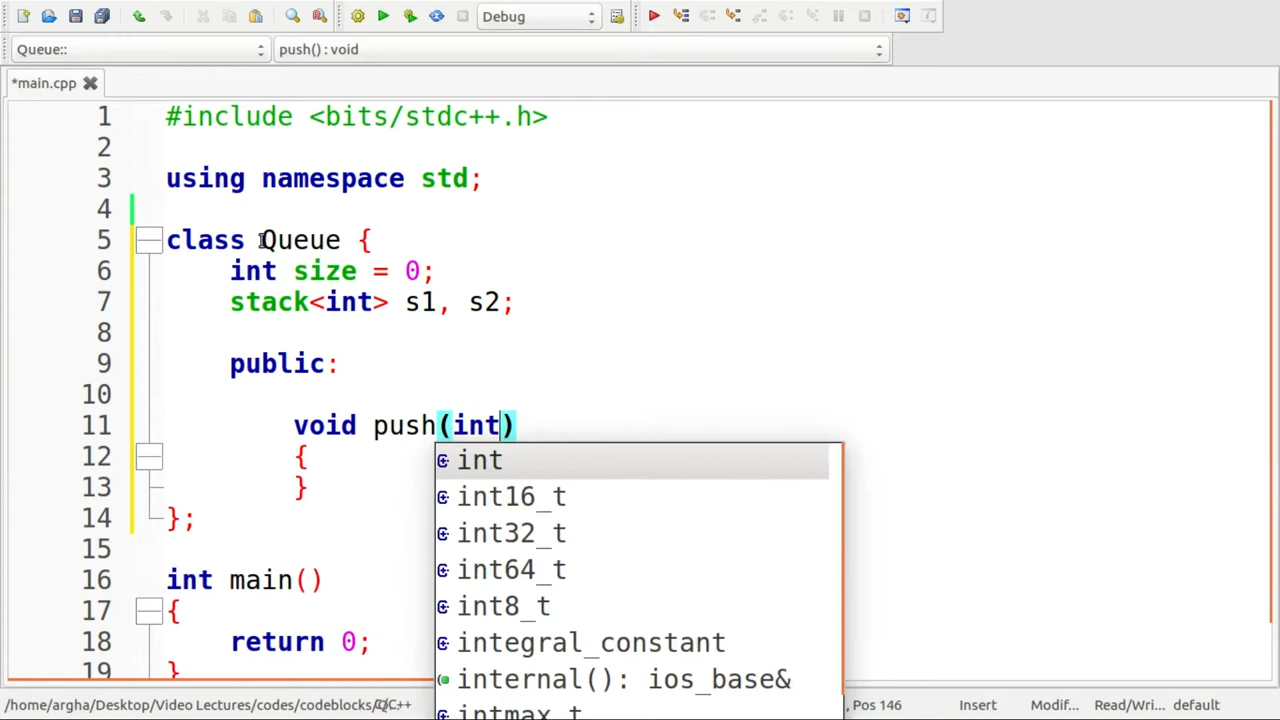 Debug
Queue:: push() : void
*main.cpp
1 #include <bits/stdc++.h>
2
3 using namespace std;
4
5 class Queue {
6 int size = 0;
7 stack<int> s1, s2;
8
9 public:
10
11 void push(int)
12 {
13 }
14 };
15
16 int main()
17 {
18 return 0;
19 }
int
int16_t
int32_t
int64_t
int8_t
integral_constant
internal(): ios_base&
intmax_t
/home/argha/Desktop/Video Lectures/codes/codeblocks/ C/C++ , Pos 146 Insert Modif... Read/Wri... default